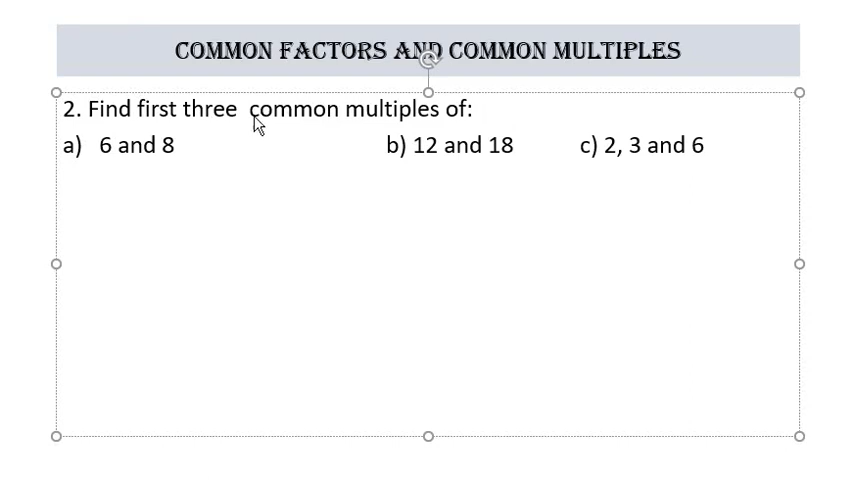 COMMON FACTORS AND COMMON MULTIPLES
2. Find first three common multiples of:
a) 6 and 8 b) 12 and 18 c) 2, 3 and 6